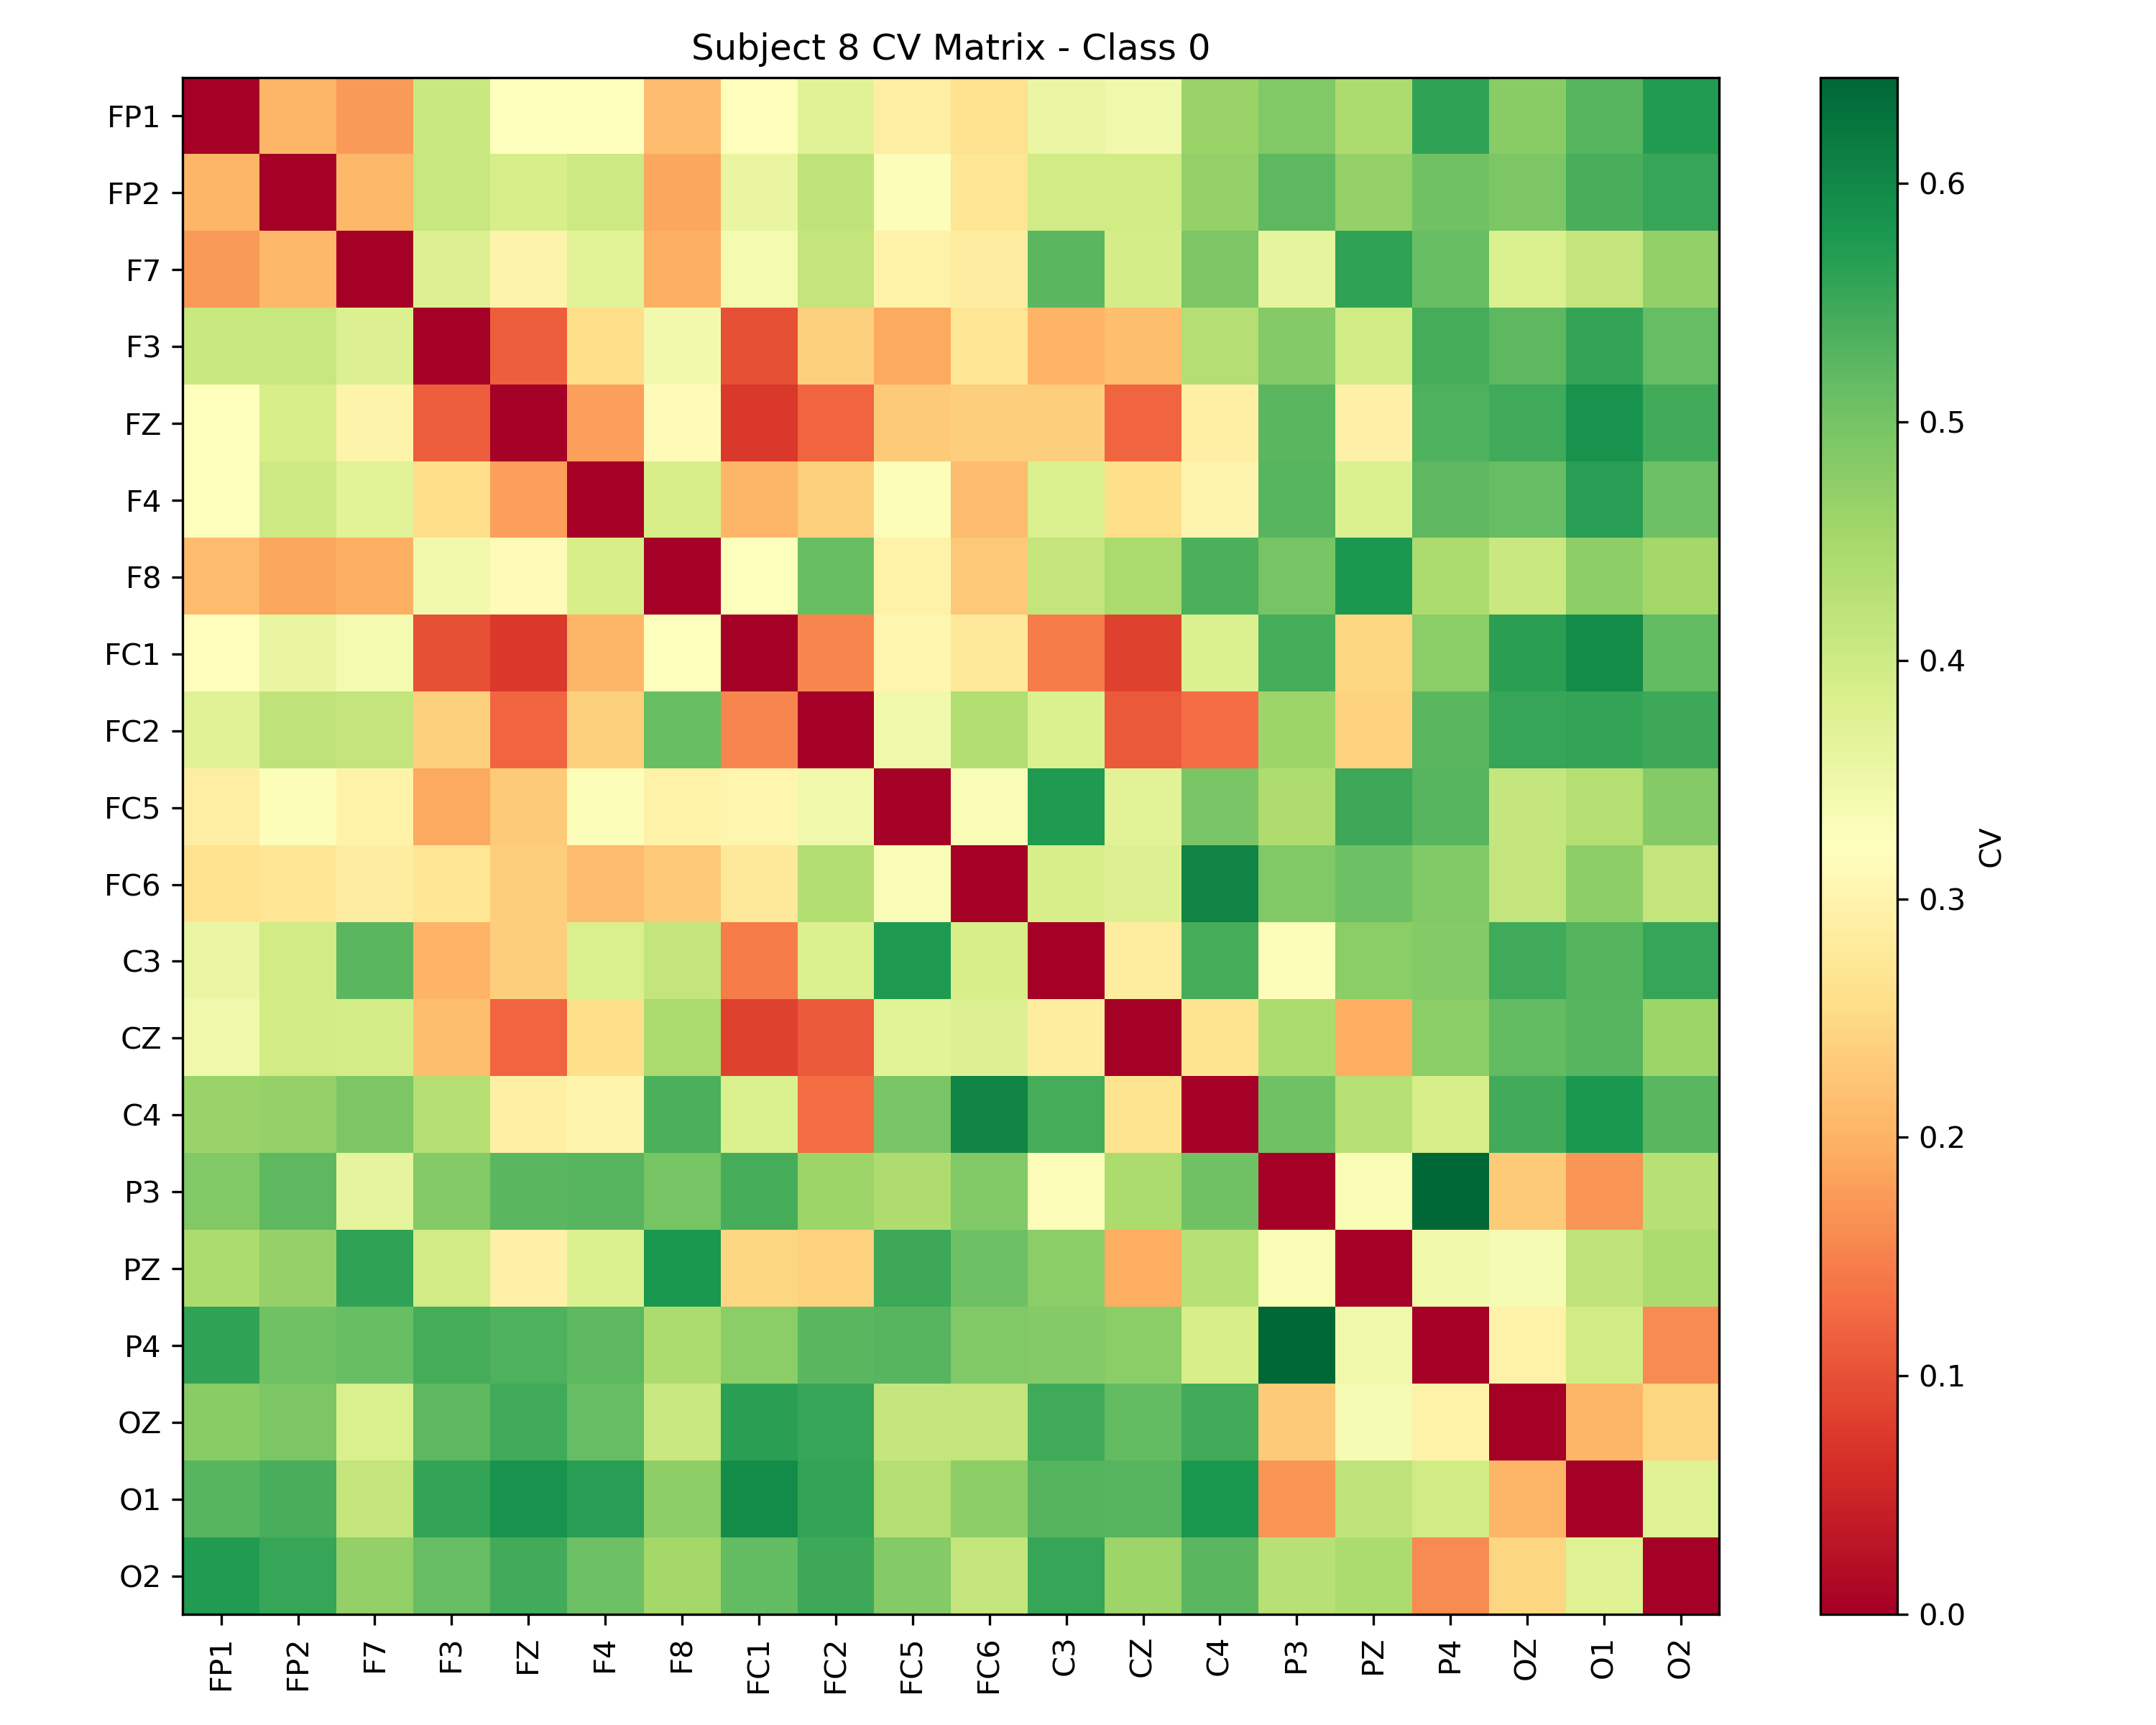 Subject 8 CV Matrix - Class 0
FP1
FP2
F7
F3
FZ
F4
F8
FC1
FC2
FC5
FC6
C3
CZ
C4
P3
PZ
P4
OZ
O1
O2
FP1 FP2 F7 F3 FZ F4 F8 FC1 FC2 FC5 FC6 C3 CZ C4 P3 PZ P4 OZ O1 O2
0.6
0.5
0.4
0.3
0.2
0.1
0.0
CV